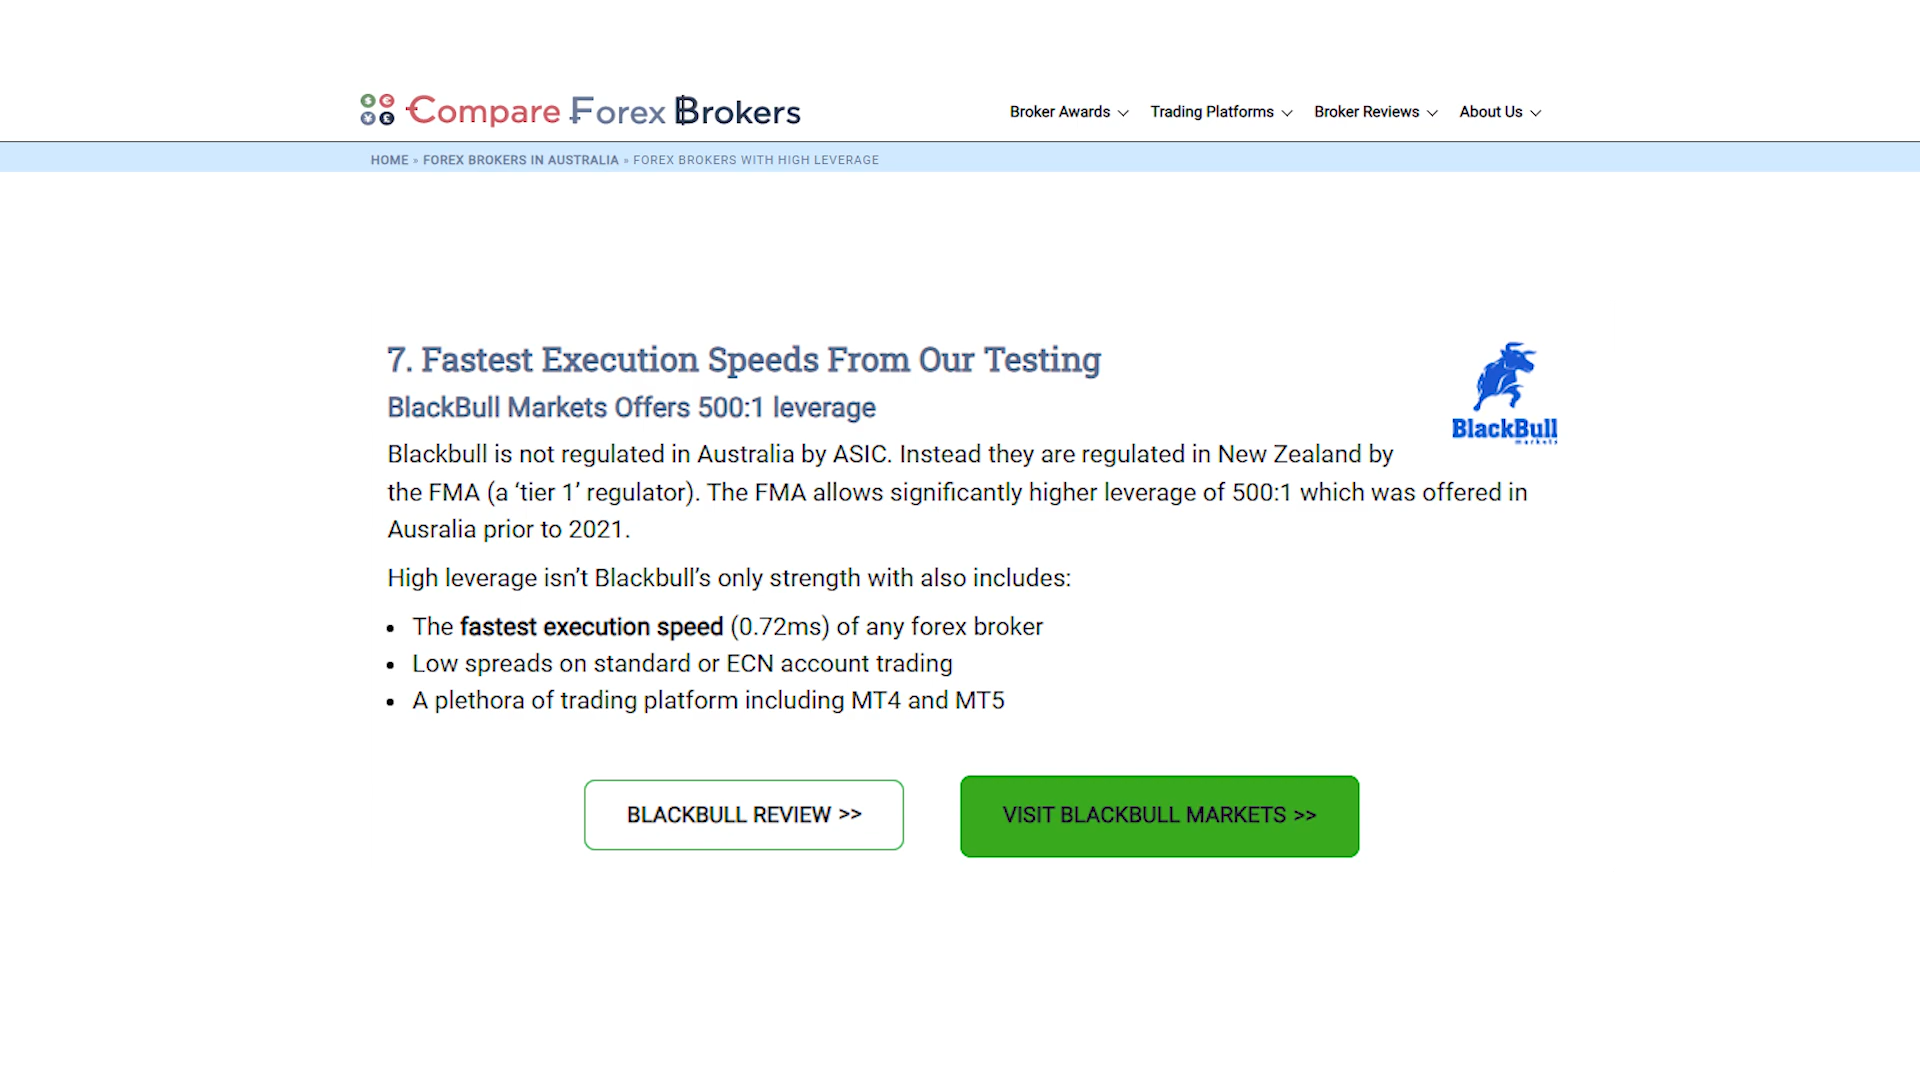 Compare Forex Brokers
Broker Awards
Trading Platforms
Broker Reviews
About Us
HOME » FOREX BROKERS IN AUSTRALIA » FOREX BROKERS WITH HIGH LEVERAGE
7. Fastest Execution Speeds From Our Testing
BlackBull Markets Offers 500:1 leverage
BlackBull
markets
Blackbull is not regulated in Australia by ASIC. Instead they are regulated in New Zealand by
the FMA (a ‘tier 1’ regulator). The FMA allows significantly higher leverage of 500:1 which was offered in
Ausralia prior to 2021.
High leverage isn’t Blackbull’s only strength with also includes:
• The fastest execution speed (0.72ms) of any forex broker
• Low spreads on standard or ECN account trading
• A plethora of trading platform including MT4 and MT5
BLACKBULL REVIEW >>
VISIT BLACKBULL MARKETS >>